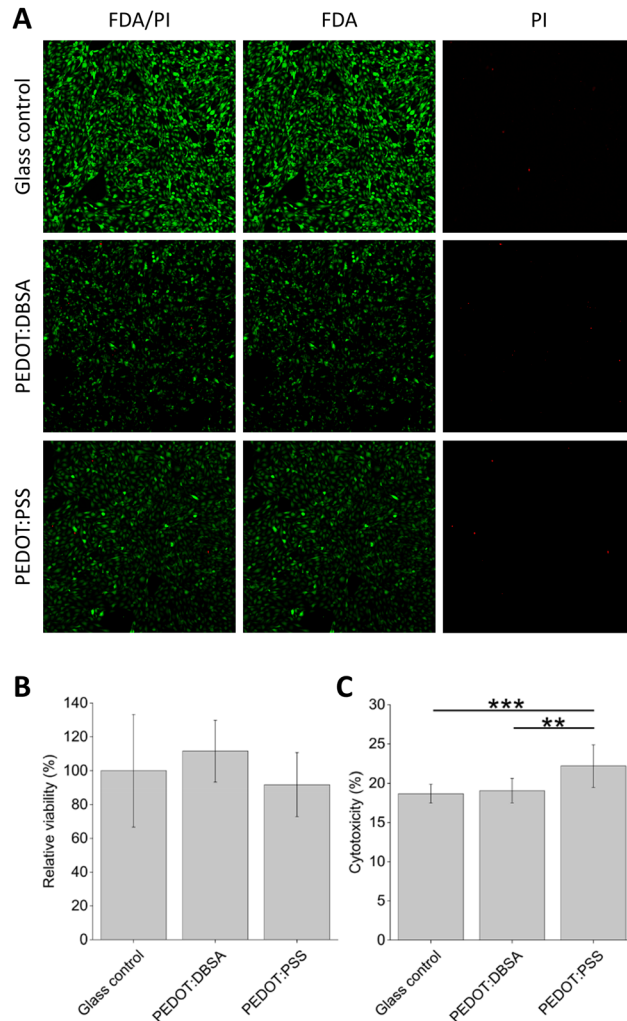 A
FDA/PI
FDA
PI
Glass control
PEDOT:DBSA
PEDOT:PSS
B
Relative viability (%)
140
120
100
80
60
40
20
0
Glass control
PEDOT:DBSA
PEDOT:PSS
C
Cytotoxicity (%)
30
25
20
15
10
5
0
***
**
Glass control
PEDOT:DBSA
PEDOT:PSS